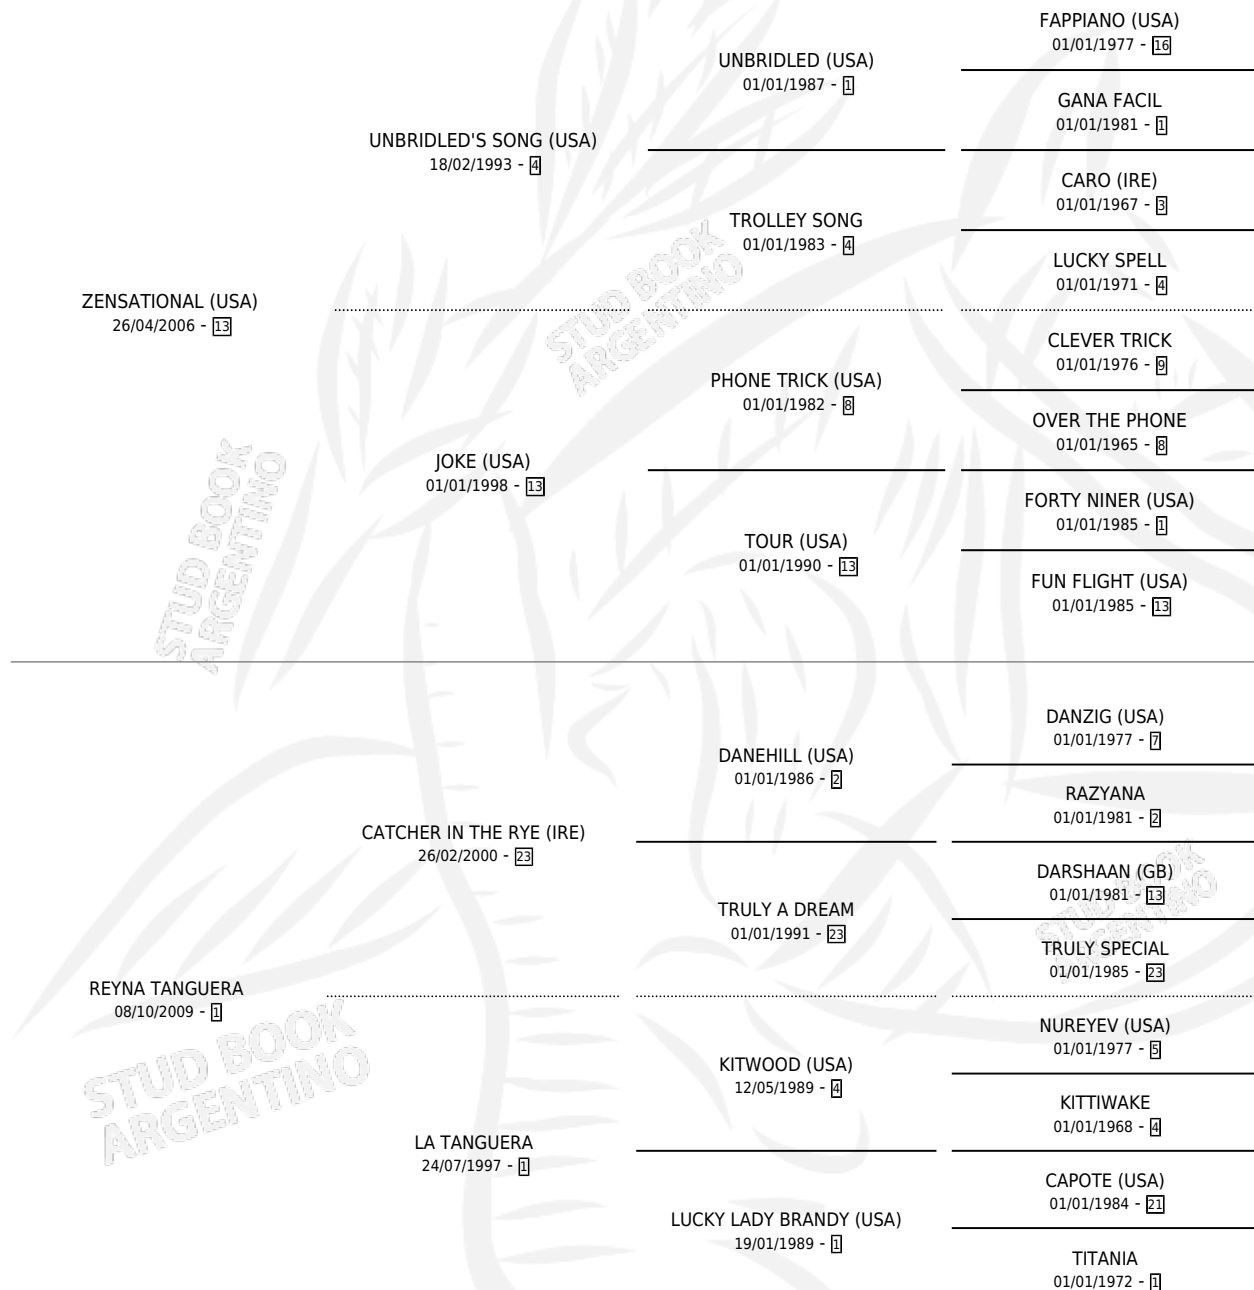 FAPPIANO (USA)
01/01/1977 - 16
UNBRIDLED (USA)
01/01/1987 - 1
GANA FACIL
01/01/1981 - 1
UNBRIDLED'S SONG (USA)
18/02/1993 - 4
CARO (IRE)
01/01/1967 - 3
TROLLEY SONG
01/01/1983 - 4
LUCKY SPELL
01/01/1971 - 4
ZENSATIONAL (USA)
26/04/2006 - 13
STUD BOOK
ARGENTINO
CLEVER TRICK
01/01/1976 - 9
PHONE TRICK (USA)
01/01/1982 - 8
OVER THE PHONE
01/01/1965 - 8
JOKE (USA)
01/01/1998 - 13
STUD BOOK
ARGENTINO
FORTY NINER (USA)
01/01/1985 - 1
TOUR (USA)
01/01/1990 - 13
FUN FLIGHT (USA)
01/01/1985 - 13
DANZIG (USA)
01/01/1977 - 7
DANEHILL (USA)
01/01/1986 - 2
RAZYANA
01/01/1981 - 2
CATCHER IN THE RYE (IRE)
26/02/2000 - 23
DARSHAAN (GB)
01/01/1981 - 13
STUD BOOK
ARGENTINO
TRULY A DREAM
01/01/1991 - 23
TRULY SPECIAL
01/01/1985 - 23
REYNA TANGUERA
08/10/2009 - 1
STUD BOOK
ARGENTINO
NUREYEV (USA)
01/01/1977 - 5
KITWOOD (USA)
12/05/1989 - 4
KITTIWAKE
01/01/1968 - 4
LA TANGUERA
24/07/1997 - 1
CAPOTE (USA)
01/01/1984 - 21
LUCKY LADY BRANDY (USA)
19/01/1989 - 1
TITANIA
01/01/1972 - 1